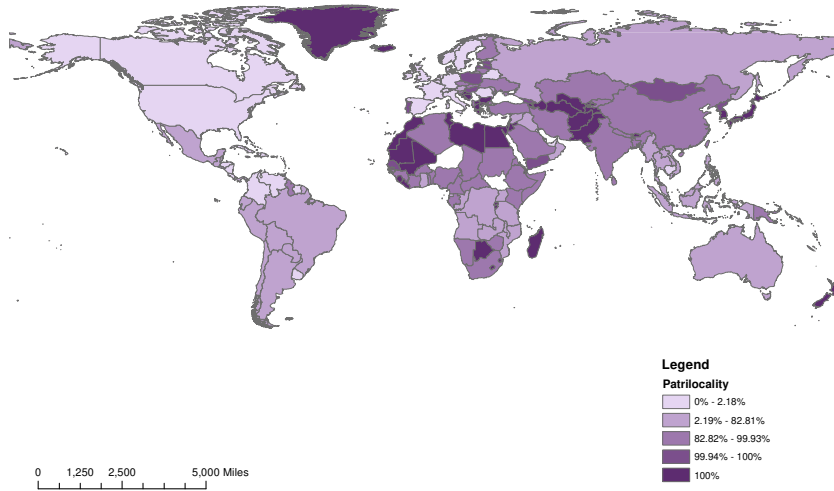 Legend
Patrilocality
0% - 2.18%
2.19% - 82.81%
82.82% - 99.93%
99.94% - 100%
100%
0 1,250 2,500 5,000 Miles